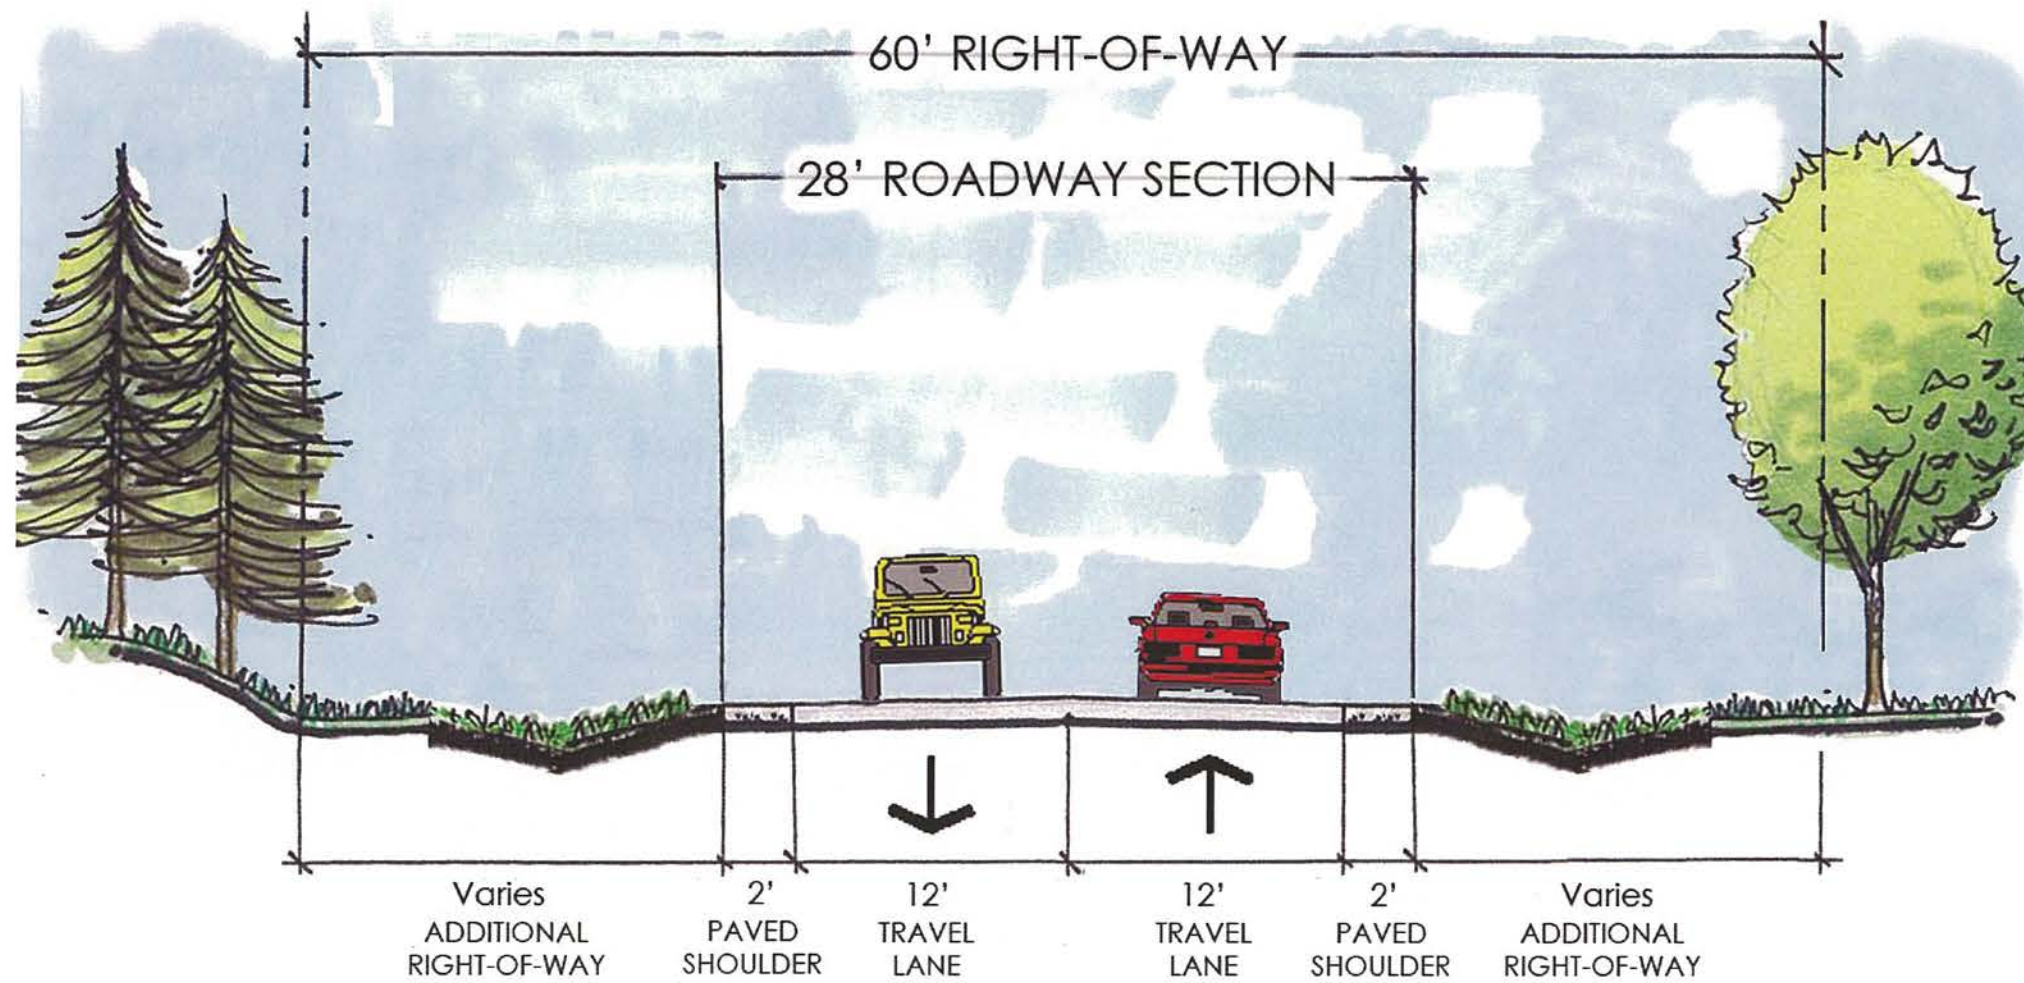 60' RIGHT-OF-WAY
28' ROADWAY SECTION
Varies
ADDITIONAL
RIGHT-OF-WAY
2'
PAVED
SHOULDER
12'
TRAVEL
LANE
12'
TRAVEL
LANE
2'
PAVED
SHOULDER
Varies
ADDITIONAL
RIGHT-OF-WAY